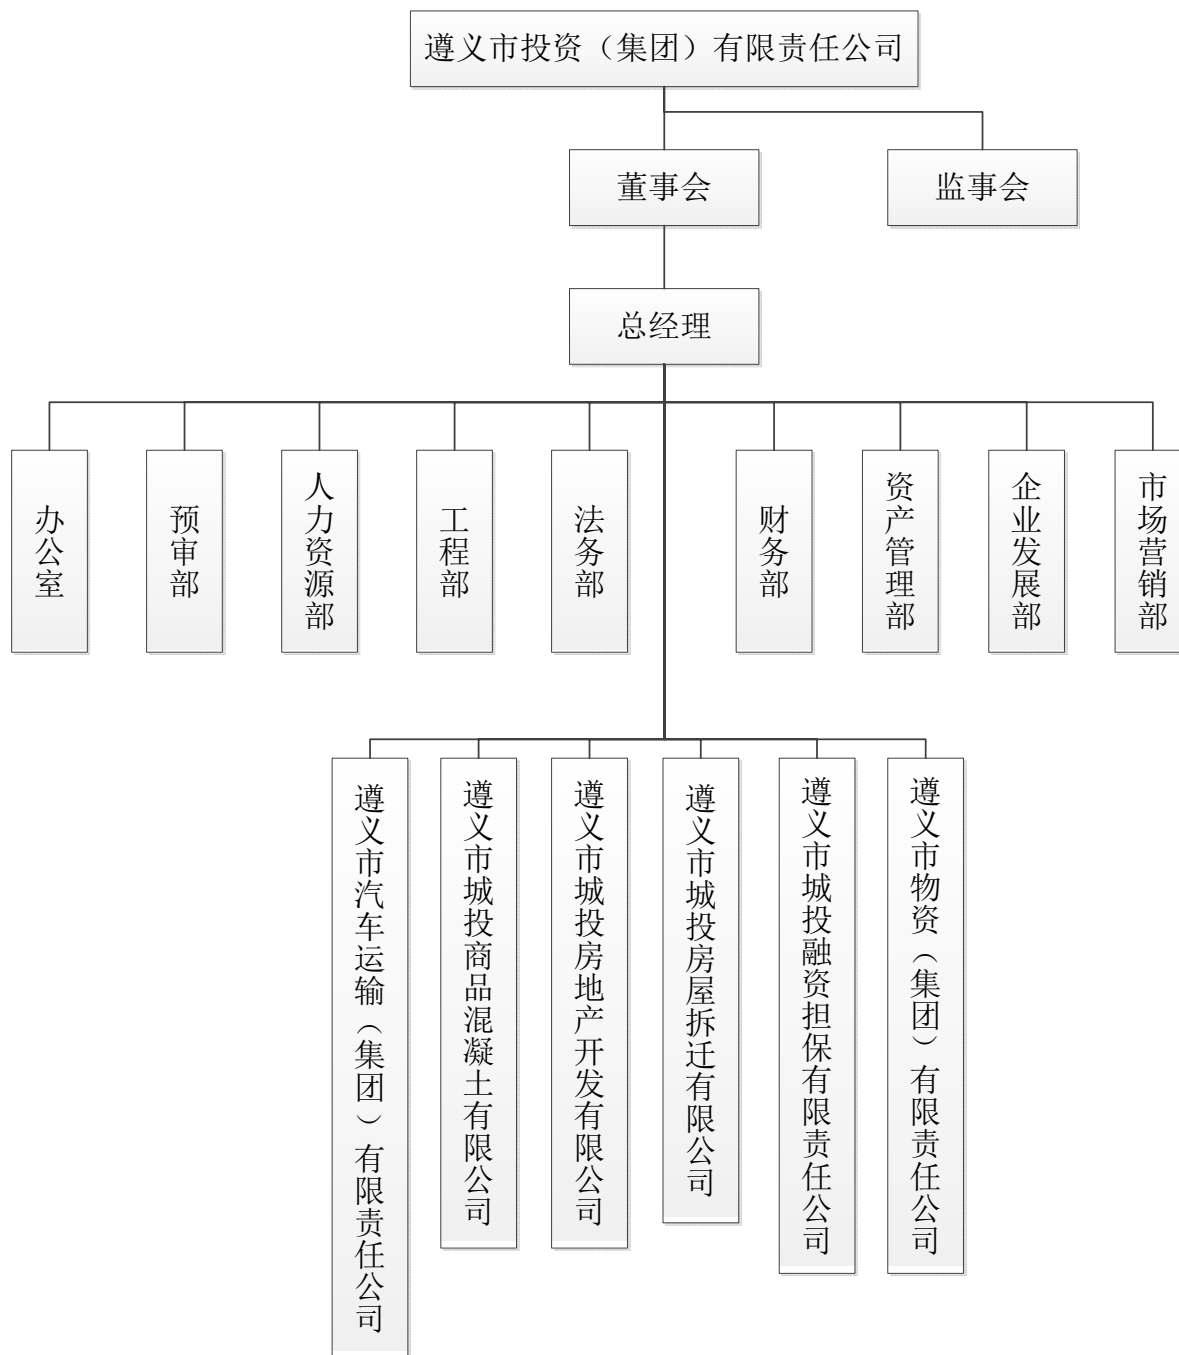 遵义市投资（集团）有限责任公司
董事会
监事会
总经理
办公室
预审部
人力资源部
工程部
法务部
财务部
资产管理部
企业发展部
市场营销部
遵义市汽车运输（集团）有限责任公司
遵义市城投商品混凝土有限公司
遵义市城投房地产开发有限公司
遵义市城投房屋拆迁有限公司
遵义市城投融资担保有限责任公司
遵义市物资（集团）有限责任公司